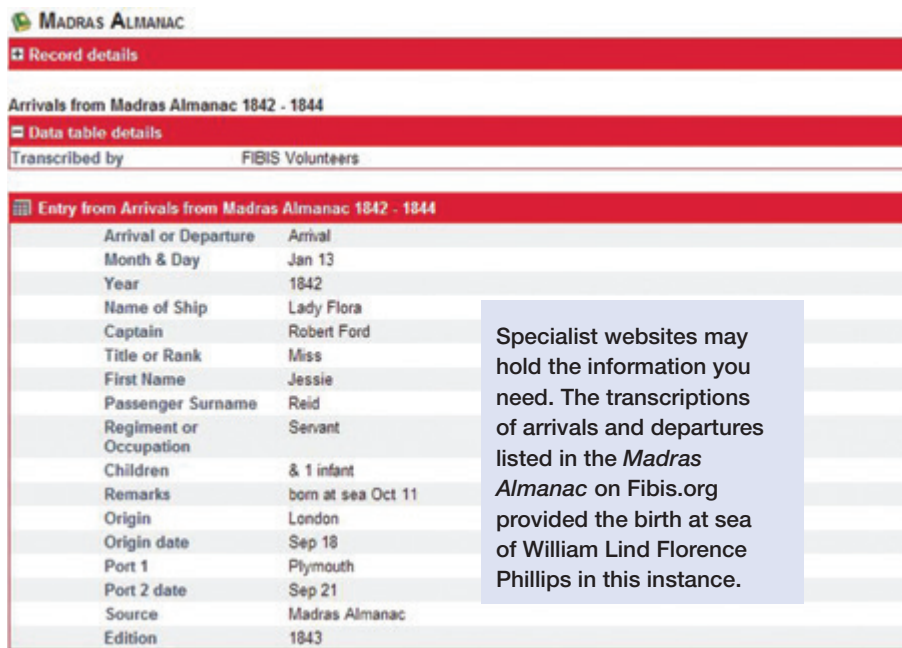 MADRAS ALMANAC
Record details
Arrivals from Madras Almanac 1842 - 1844
Data table details
Transcribed by FIBIS Volunteers
Entry from Arrivals from Madras Almanac 1842 - 1844
Arrival or Departure Arrival
Month & Day Jan 13
Year 1842
Name of Ship Lady Flora
Captain Robert Ford
Title or Rank Miss
First Name Jessie
Passenger Surname Reid
Regiment or Servant
Occupation
Children & 1 infant
Remarks born at sea Oct 11
Origin London
Origin date Sep 18
Port 1 Plymouth
Port 2 date Sep 21
Source Madras Almanac
Edition 1843
Specialist websites may
hold the information you
need. The transcriptions
of arrivals and departures
listed in the Madras
Almanac on Fibis.org
provided the birth at sea
of William Lind Florence
Phillips in this instance.